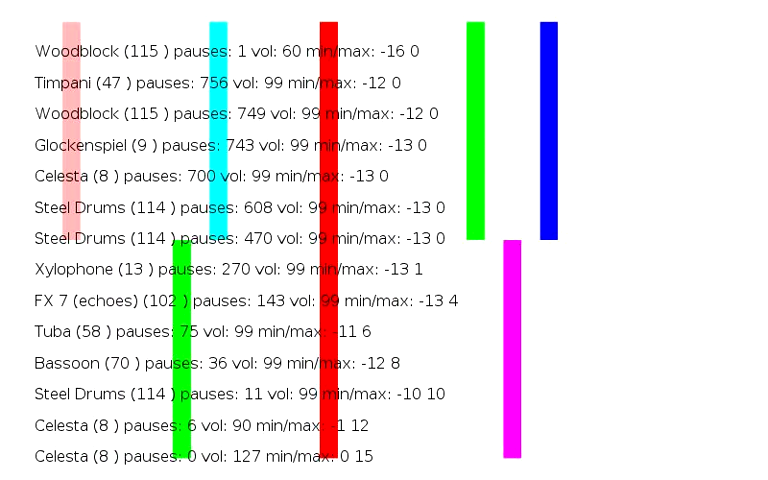 Woodblock (115 ) pauses: 1 vol: 60 min/max: -16 0
Timpani (47 ) pauses: 756 vol: 99 min/max: -12 0
Woodblock (115 ) pauses: 749 vol: 99 min/max: -12 0
Glockenspiel (9 ) pauses: 743 vol: 99 min/max: -13 0
Celesta (8 ) pauses: 700 vol: 99 min/max: -13 0
Steel Drums (114 ) pauses: 608 vol: 99 min/max: -13 0
Steel Drums (114 ) pauses: 470 vol: 99 min/max: -13 0
Xylophone (13 ) pauses: 270 vol: 99 min/max: -13 1
FX 7 (echoes) (102 ) pauses: 143 vol: 99 min/max: -13 4
Tuba (58 ) pauses: 75 vol: 99 min/max: -11 6
Bassoon (70 ) pauses: 36 vol: 99 min/max: -12 8
Steel Drums (114 ) pauses: 11 vol: 99 min/max: -10 10
Celesta (8 ) pauses: 6 vol: 90 min/max: -1 12
Celesta (8 ) pauses: 0 vol: 127 min/max: 0 15